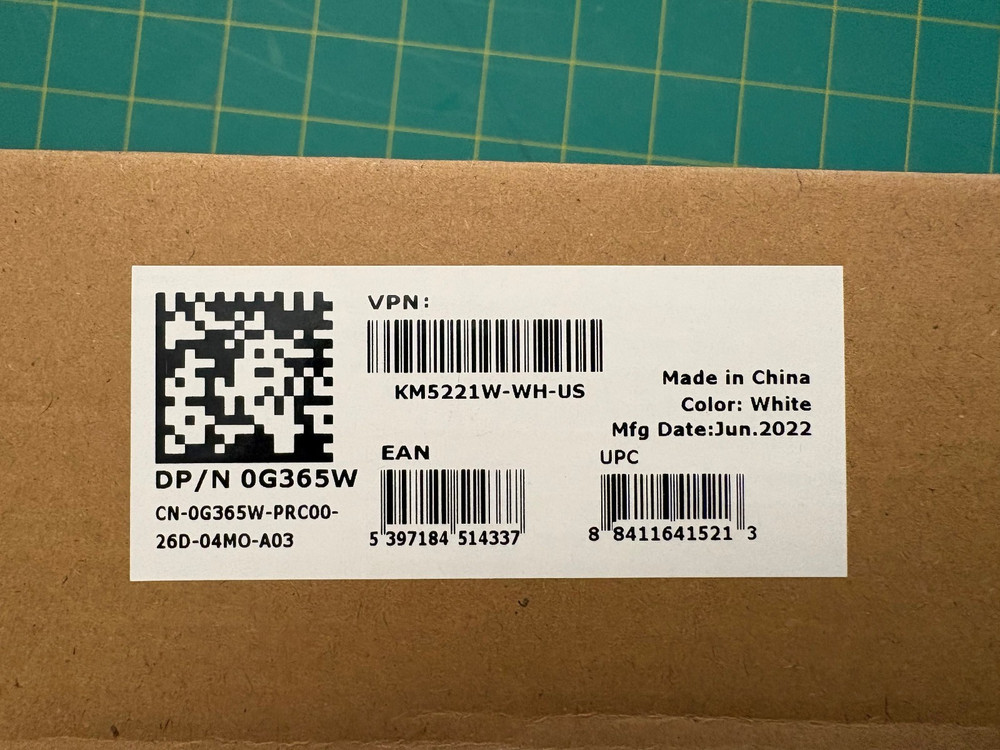 VPN:
KM5221W-WH-US
Made in China
Color: White
Mfg Date:Jun.2022
DP/N 0G365W
CN-0G365W-PRC00-
26D-04MO-A03
EAN
5 397184 514337
UPC
8 8411641521 3